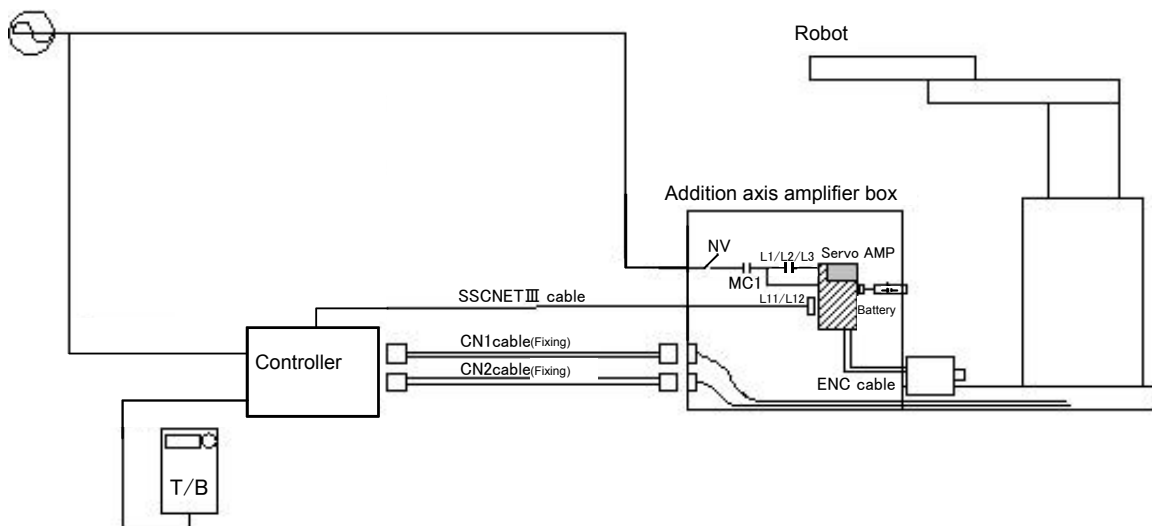 Robot
Addition axis amplifier box
NV
L1/L2/L3
Servo AMP
MC1
SSCNETⅢ cable
L11/L12
Battery
CN1cable(Fixing)
Controller
CN2cable(Fixing)
ENC cable
T/B